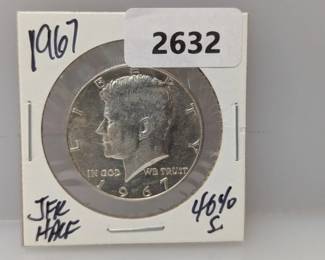 1967
2632
LIBERTY
IN GOD WE TRUST
1967
JFK
HALF
40%
S